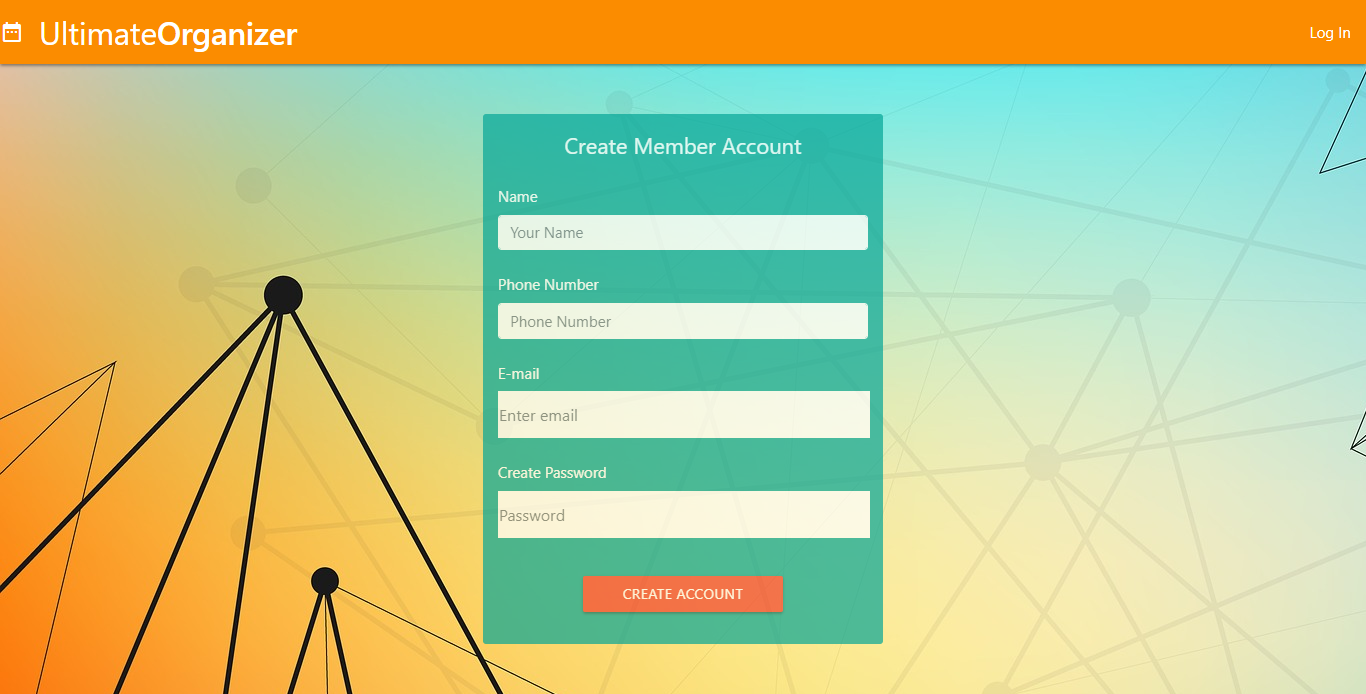 UltimateOrganizer
Log In
Create Member Account
Name
Your Name
Phone Number
Phone Number
E-mail
Enter email
Create Password
Password
CREATE ACCOUNT